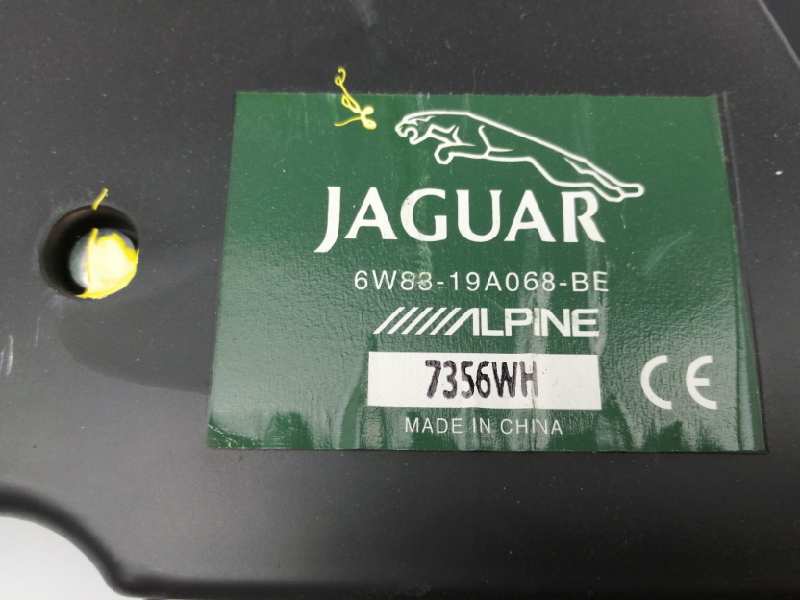 JAGUAR
6W83-19A068-BE
ALPINE
7356WH
CE
MADE IN CHINA